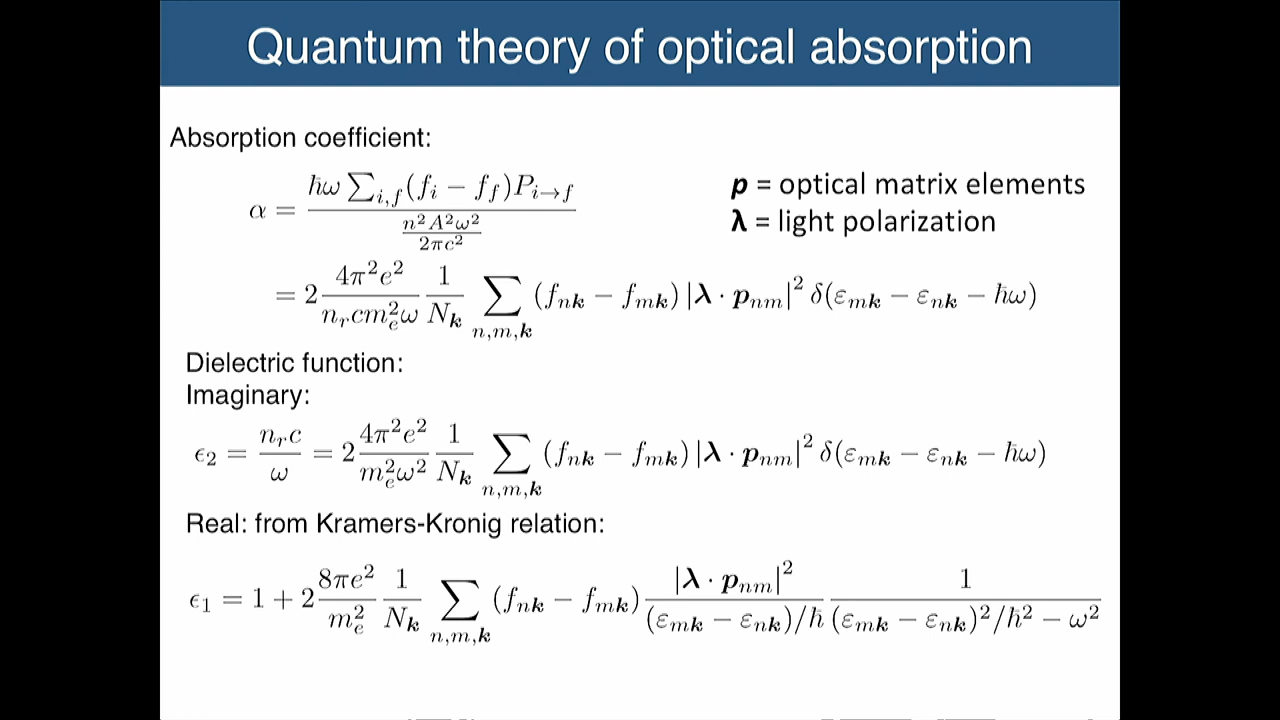 Quantum theory of optical absorption
Absorption coefficient:
α = ħω ∑_{i,f} (f_i − f_f) P_{i→f} / (n²A²ω² / 2πc²)
p = optical matrix elements
λ = light polarization
= 2 (4π²e² / n_r c m_e² ω) (1 / N_k) ∑_{n,m,k} (f_{nk} − f_{mk}) |λ · p_{nm}|² δ(ε_{mk} − ε_{nk} − ħω)
Dielectric function:
Imaginary:
ϵ₂ = n_r c / ω = 2 (4π²e² / m_e² ω²) (1 / N_k) ∑_{n,m,k} (f_{nk} − f_{mk}) |λ · p_{nm}|² δ(ε_{mk} − ε_{nk} − ħω)
Real: from Kramers-Kronig relation:
ϵ₁ = 1 + 2 (8πe² / m_e²) (1 / N_k) ∑_{n,m,k} (f_{nk} − f_{mk}) (|λ · p_{nm}|² / (ε_{mk} − ε_{nk})/ħ) (1 / (ε_{mk} − ε_{nk})²/ħ² − ω²)